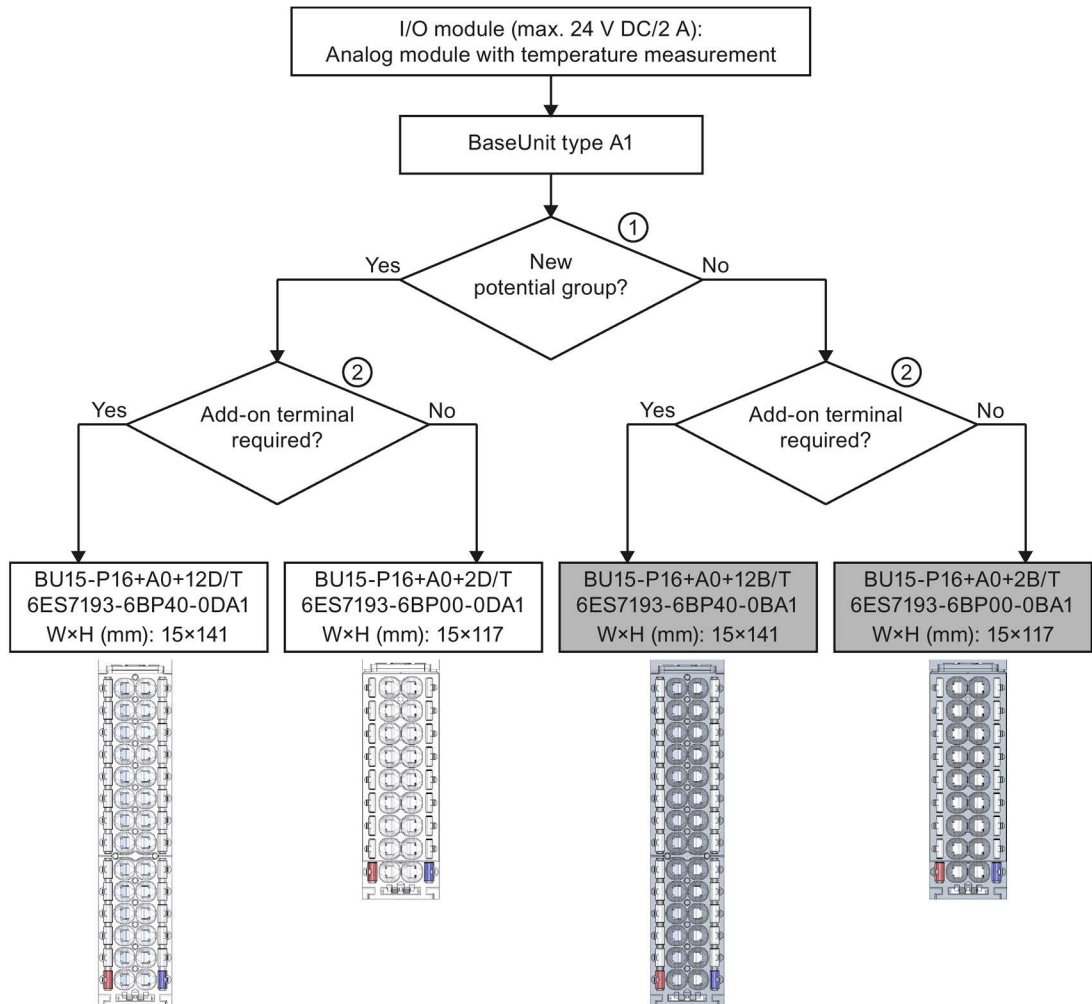 I/O module (max. 24 V DC/2 A):
Analog module with temperature measurement
BaseUnit type A1
1
New
potential group?
Yes
No
2
Add-on terminal
required?
Yes
No
2
Add-on terminal
required?
Yes
No
BU15-P16+A0+12D/T
6ES7193-6BP40-0DA1
W×H (mm): 15×141
BU15-P16+A0+2D/T
6ES7193-6BP00-0DA1
W×H (mm): 15×117
BU15-P16+A0+12B/T
6ES7193-6BP40-0BA1
W×H (mm): 15×141
BU15-P16+A0+2B/T
6ES7193-6BP00-0BA1
W×H (mm): 15×117